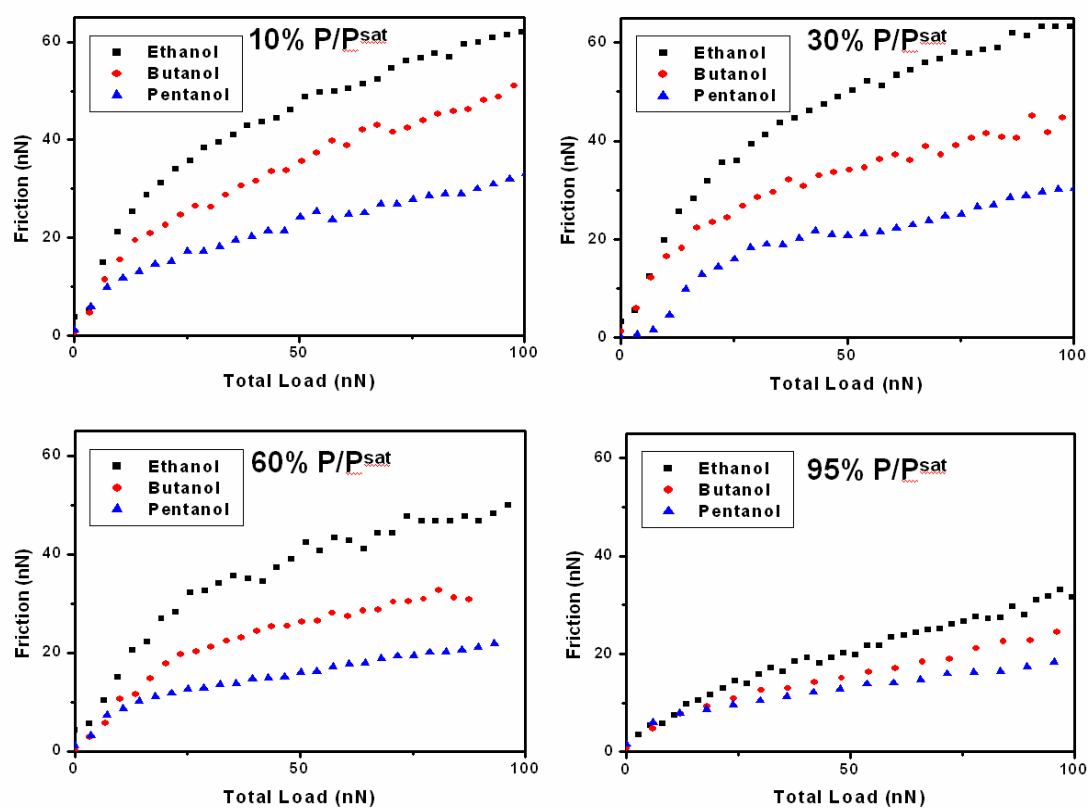 10% P/Psat
Ethanol
Butanol
Pentanol
60
40
20
0
Friction (nN)
0
50
100
Total Load (nN)
30% P/Psat
Ethanol
Butanol
Pentanol
60
40
20
0
Friction (nN)
0
50
100
Total Load (nN)
60% P/Psat
Ethanol
Butanol
Pentanol
60
40
20
0
Friction (nN)
0
50
100
Total Load (nN)
95% P/Psat
Ethanol
Butanol
Pentanol
60
40
20
0
Friction (nN)
0
50
100
Total Load (nN)